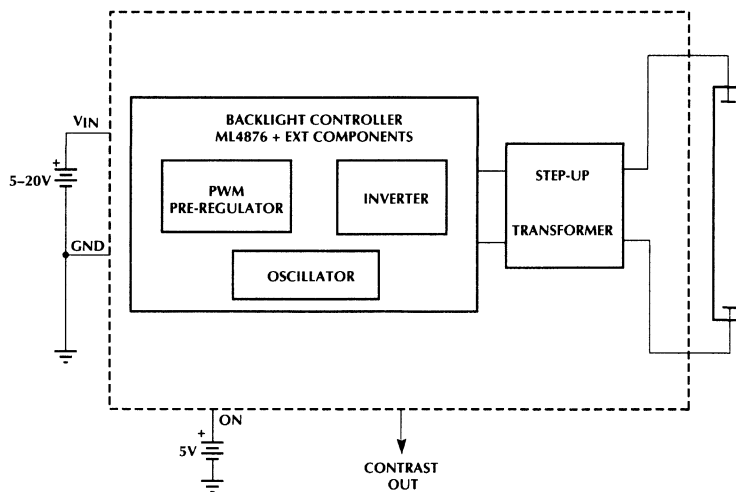 BACKLIGHT CONTROLLER
ML4876 + EXT COMPONENTS
VIN
+
5–20V
GND
PWM
PRE-REGULATOR
INVERTER
OSCILLATOR
STEP-UP
TRANSFORMER
ON
+
5V
CONTRAST
OUT